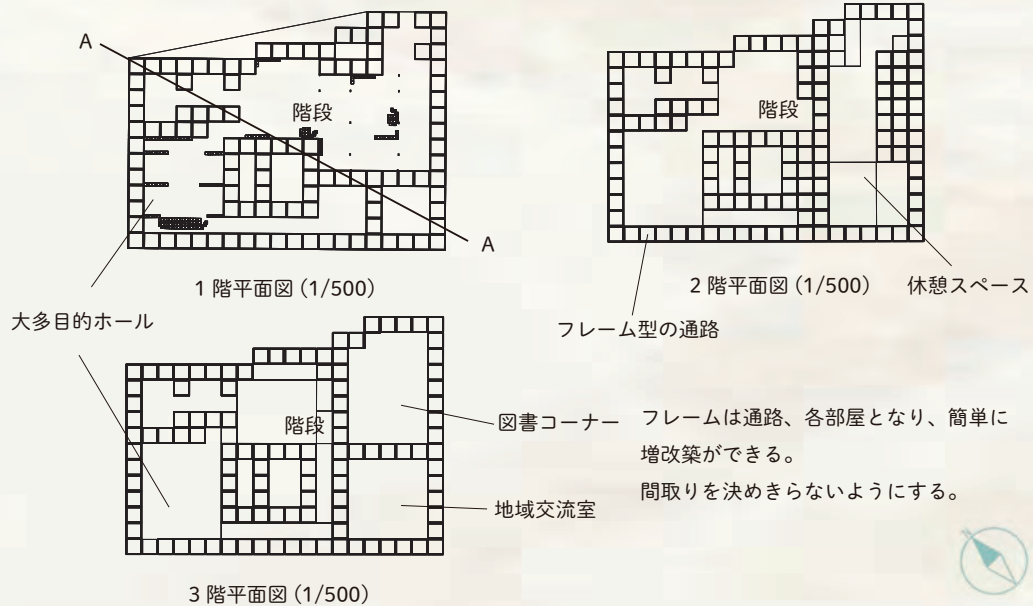 A
階段
A
1階平面図(1/500)
大多目的ホール
階段
2階平面図(1/500)
休憩スペース
フレーム型の通路
階段
図書コーナー
地域交流室
3階平面図(1/500)
フレームは通路、各部屋となり、簡単に
増改築ができる。
間取りを決めきらないようにする。